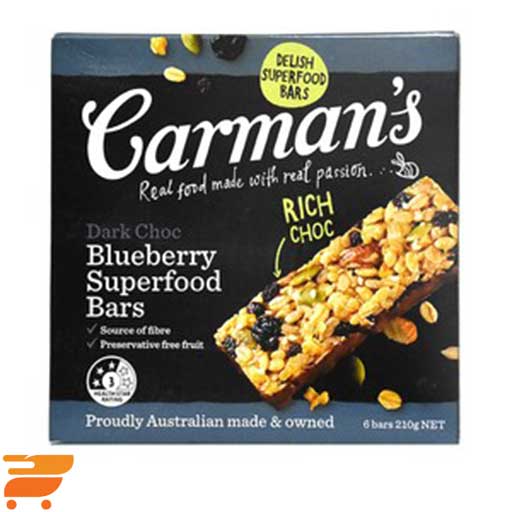 DELISH
SUPERFOOD
BARS
Carman's
Real food made with real passion...
RICH
CHOC
Dark Choc
Blueberry
Superfood
Bars
✓ Source of fibre
✓ Preservative free fruit
3
HEALTH STAR
RATING
Proudly Australian made & owned
6 bars 210g NET